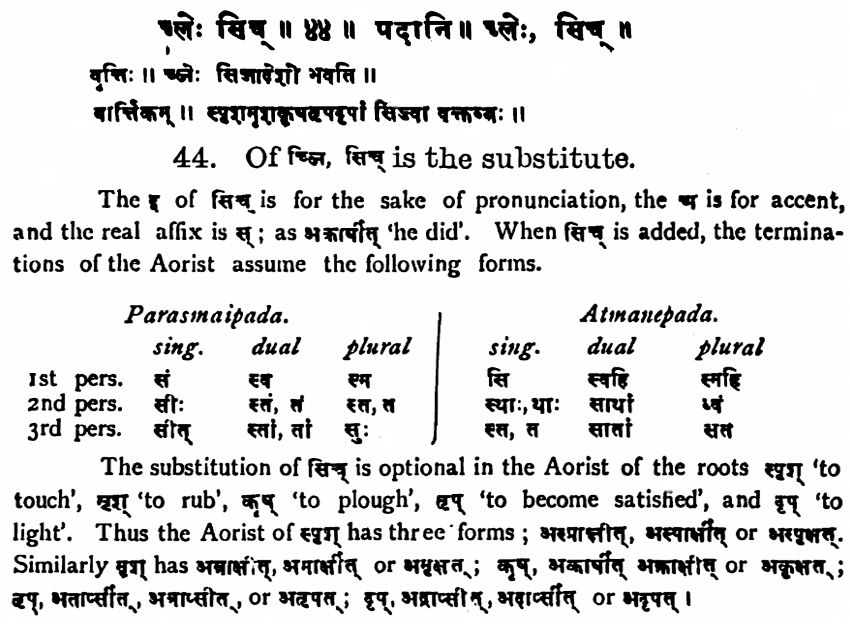 च्लेः सिच् ॥ ४४ ॥ पदानि ॥ च्लेः, सिच् ॥
वृत्तिः ॥ च्लेः सिजादेशो भवति ॥
वार्त्तिकम् ॥ स्पृशमृशकृषतृपदृपां सिज्वा वक्तव्यः ॥
44. Of च्लि, सिच् is the substitute.
The इ of सिच् is for the sake of pronunciation, the च is for accent,
and the real affix is स्; as अकार्षीत् 'he did'. When सिच् is added, the termina-
tions of the Aorist assume the following forms.
Parasmaipada. Atmanepada.
sing. dual plural sing. dual plural
1st pers. सं स्व स्म सि स्वहि स्महि
2nd pers. सीः स्तं, तं स्त, त स्थाः, थाः साथां ध्वं
3rd pers. सीत् स्तां, तां सुः स्त, त सातां सत
The substitution of सिच् is optional in the Aorist of the roots स्पृश् 'to
touch', मृश् 'to rub', कृष् 'to plough', तृप् 'to become satisfied', and दृप् 'to
light'. Thus the Aorist of स्पृश् has three forms; अस्प्राक्षीत्, अस्पार्क्षीत् or अस्पृक्षत्.
Similarly मृश् has अम्राक्षीत्, अमार्क्षीत् or अमृक्षत्; कृष्, अकार्षीत् अक्राक्षीत् or अकृक्षत्;
तृप्, अतार्प्सीत्, अत्राप्सीत्, or अतृपत्; दृप्, अद्राप्सीत्, अदार्प्सीत् or अदृपत् ।